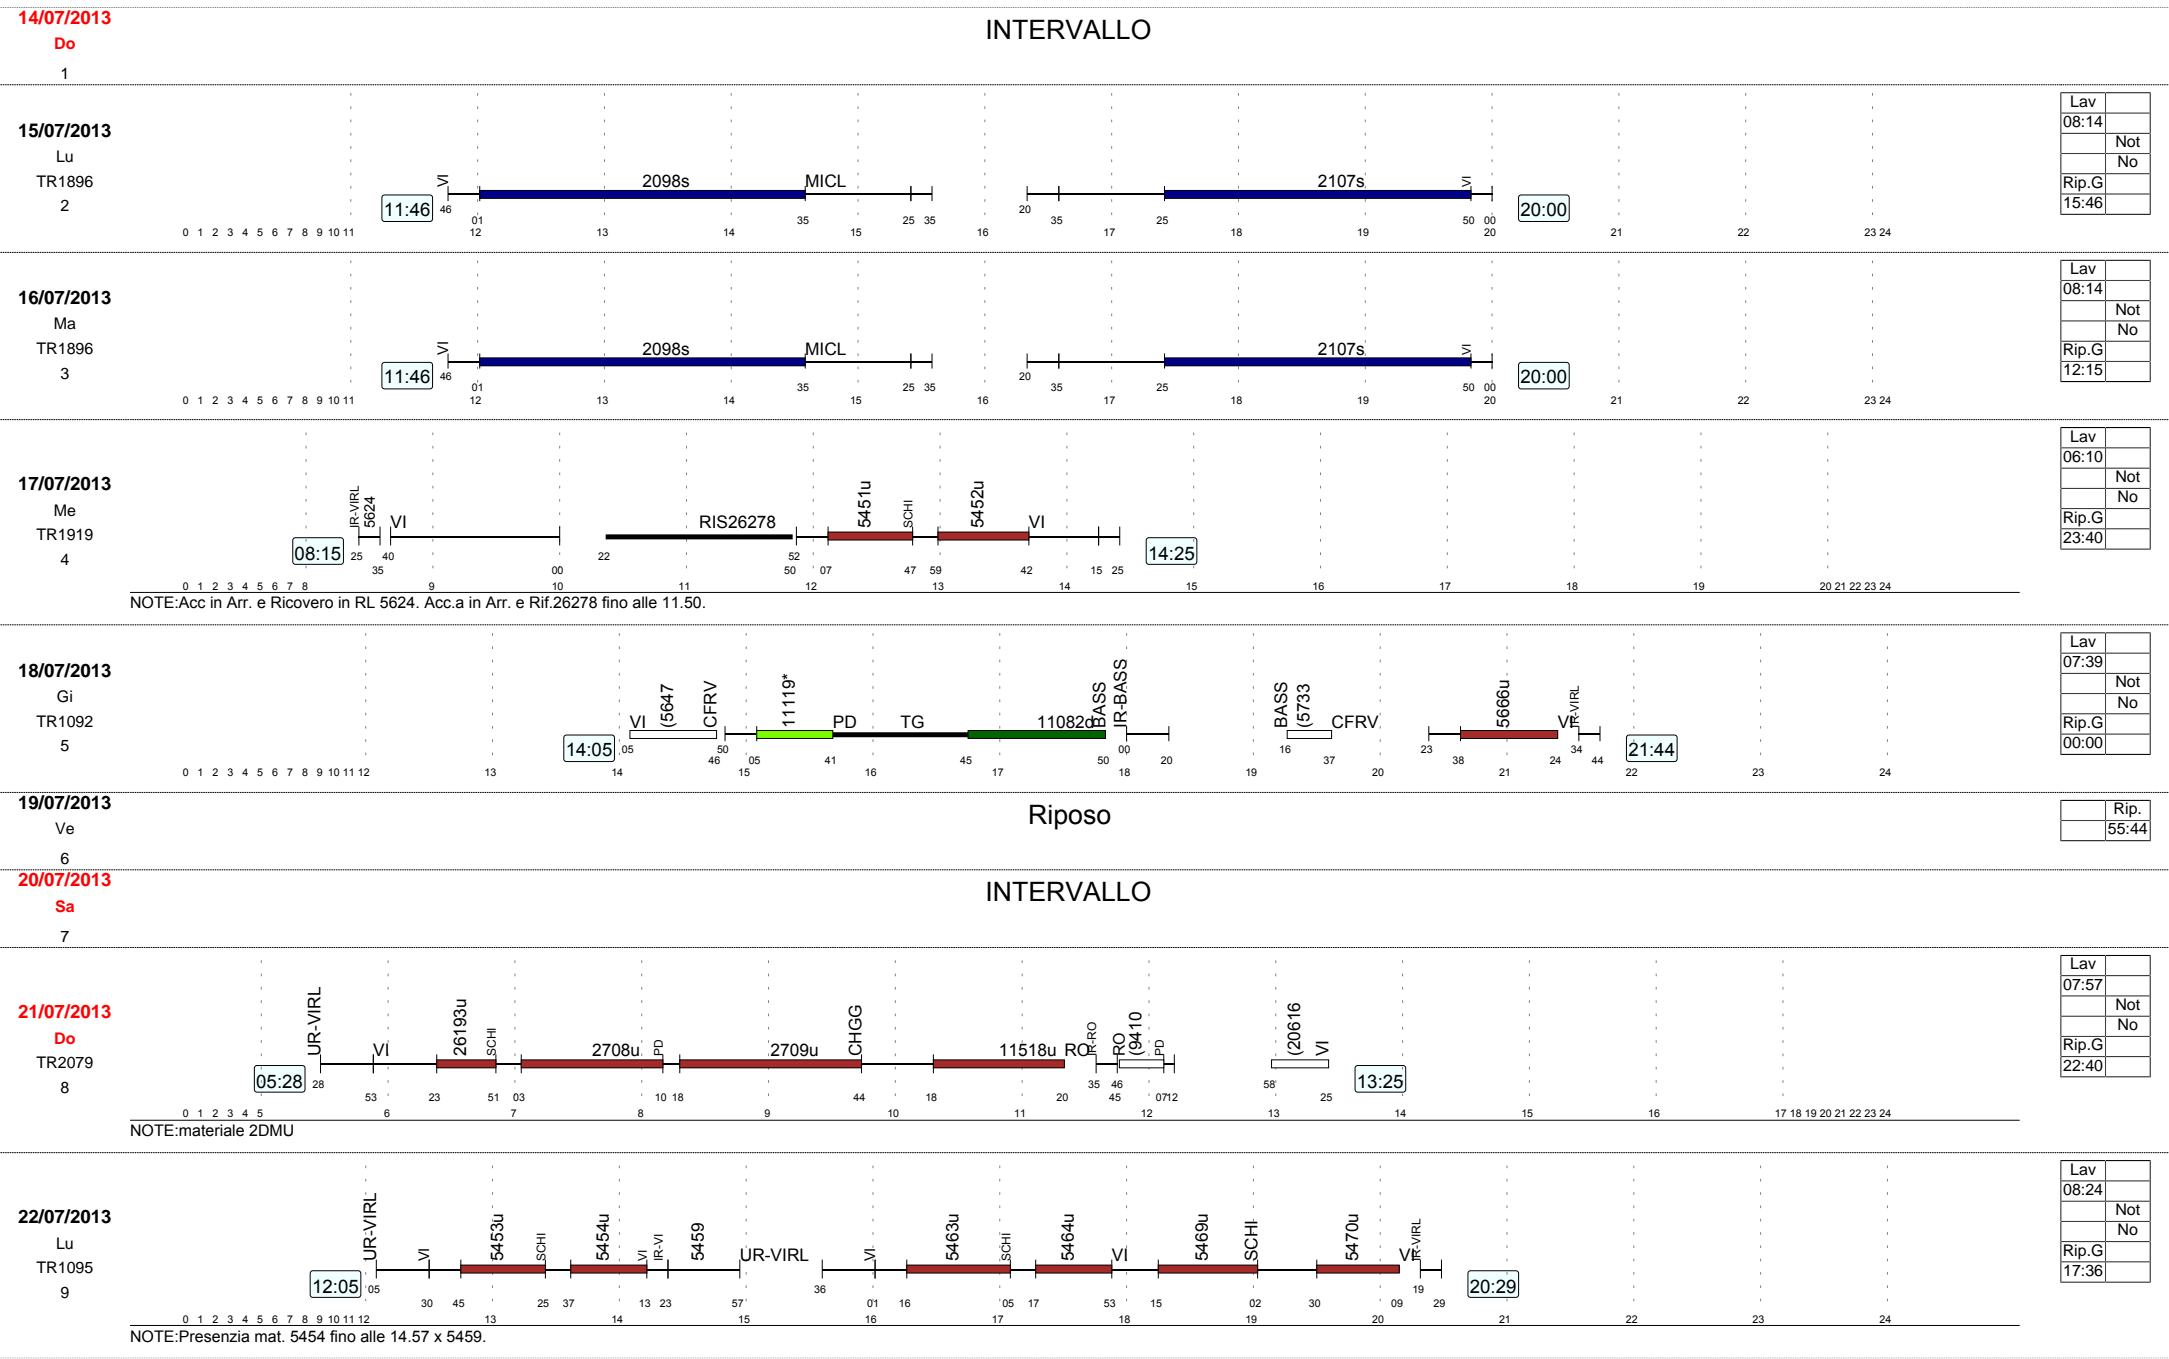 14/07/2013
Do
1
INTERVALLO
15/07/2013
Lu
TR1896
2
11:46
VI 2098s MICL 2107s VI
46 01 35 25 35 20 35 25 50 00
20:00
0 1 2 3 4 5 6 7 8 9 10 11 12 13 14 15 16 17 18 19 20 21 22 23 24
Lav
08:14
Not
No
Rip.G
15:46
16/07/2013
Ma
TR1896
3
11:46
VI 2098s MICL 2107s VI
46 01 35 25 35 20 35 25 50 00
20:00
0 1 2 3 4 5 6 7 8 9 10 11 12 13 14 15 16 17 18 19 20 21 22 23 24
Lav
08:14
Not
No
Rip.G
12:15
17/07/2013
Me
TR1919
4
08:15
IR-VIRL 5624 VI RIS26278 5451u SCHI 5452u VI
25 35 40 00 22 50 52 07 47 59 42 15 25
14:25
0 1 2 3 4 5 6 7 8 9 10 11 12 13 14 15 16 17 18 19 20 21 22 23 24
NOTE:Acc in Arr. e Ricovero in RL 5624. Acc.a in Arr. e Rif.26278 fino alle 11.50.
Lav
06:10
Not
No
Rip.G
23:40
18/07/2013
Gi
TR1092
5
14:05
VI (5647 CFRV 11119* PD TG 11082d BASS IR-BASS BASS (5733 CFRV 5666u VI IR-VIRL
05 46 50 05 41 45 50 00 20 16 37 23 38 24 34 44
21:44
0 1 2 3 4 5 6 7 8 9 10 11 12 13 14 15 16 17 18 19 20 21 22 23 24
Lav
07:39
Not
No
Rip.G
00:00
19/07/2013
Ve
6
Riposo
Rip.
55:44
20/07/2013
Sa
7
INTERVALLO
21/07/2013
Do
TR2079
8
05:28
UR-VIRL VI 26193u SCHI 2708u PD 2709u CHGG 11518u RO IR-RO RO (9410 PD (20616 VI
28 53 23 51 03 10 18 44 18 20 35 45 46 07 12 58 25
13:25
0 1 2 3 4 5 6 7 8 9 10 11 12 13 14 15 16 17 18 19 20 21 22 23 24
NOTE:materiale 2DMU
Lav
07:57
Not
No
Rip.G
22:40
22/07/2013
Lu
TR1095
9
12:05
UR-VIRL VI 5453u SCHI 5454u VI IR-VI 5459 UR-VIRL VI 5463u SCHI 5464u VI 5469u SCHI 5470u VI IR-VIRL
05 30 45 25 37 13 23 57 36 01 16 05 17 53 15 02 30 09 19 29
20:29
0 1 2 3 4 5 6 7 8 9 10 11 12 13 14 15 16 17 18 19 20 21 22 23 24
NOTE:Presenzia mat. 5454 fino alle 14.57 x 5459.
Lav
08:24
Not
No
Rip.G
17:36